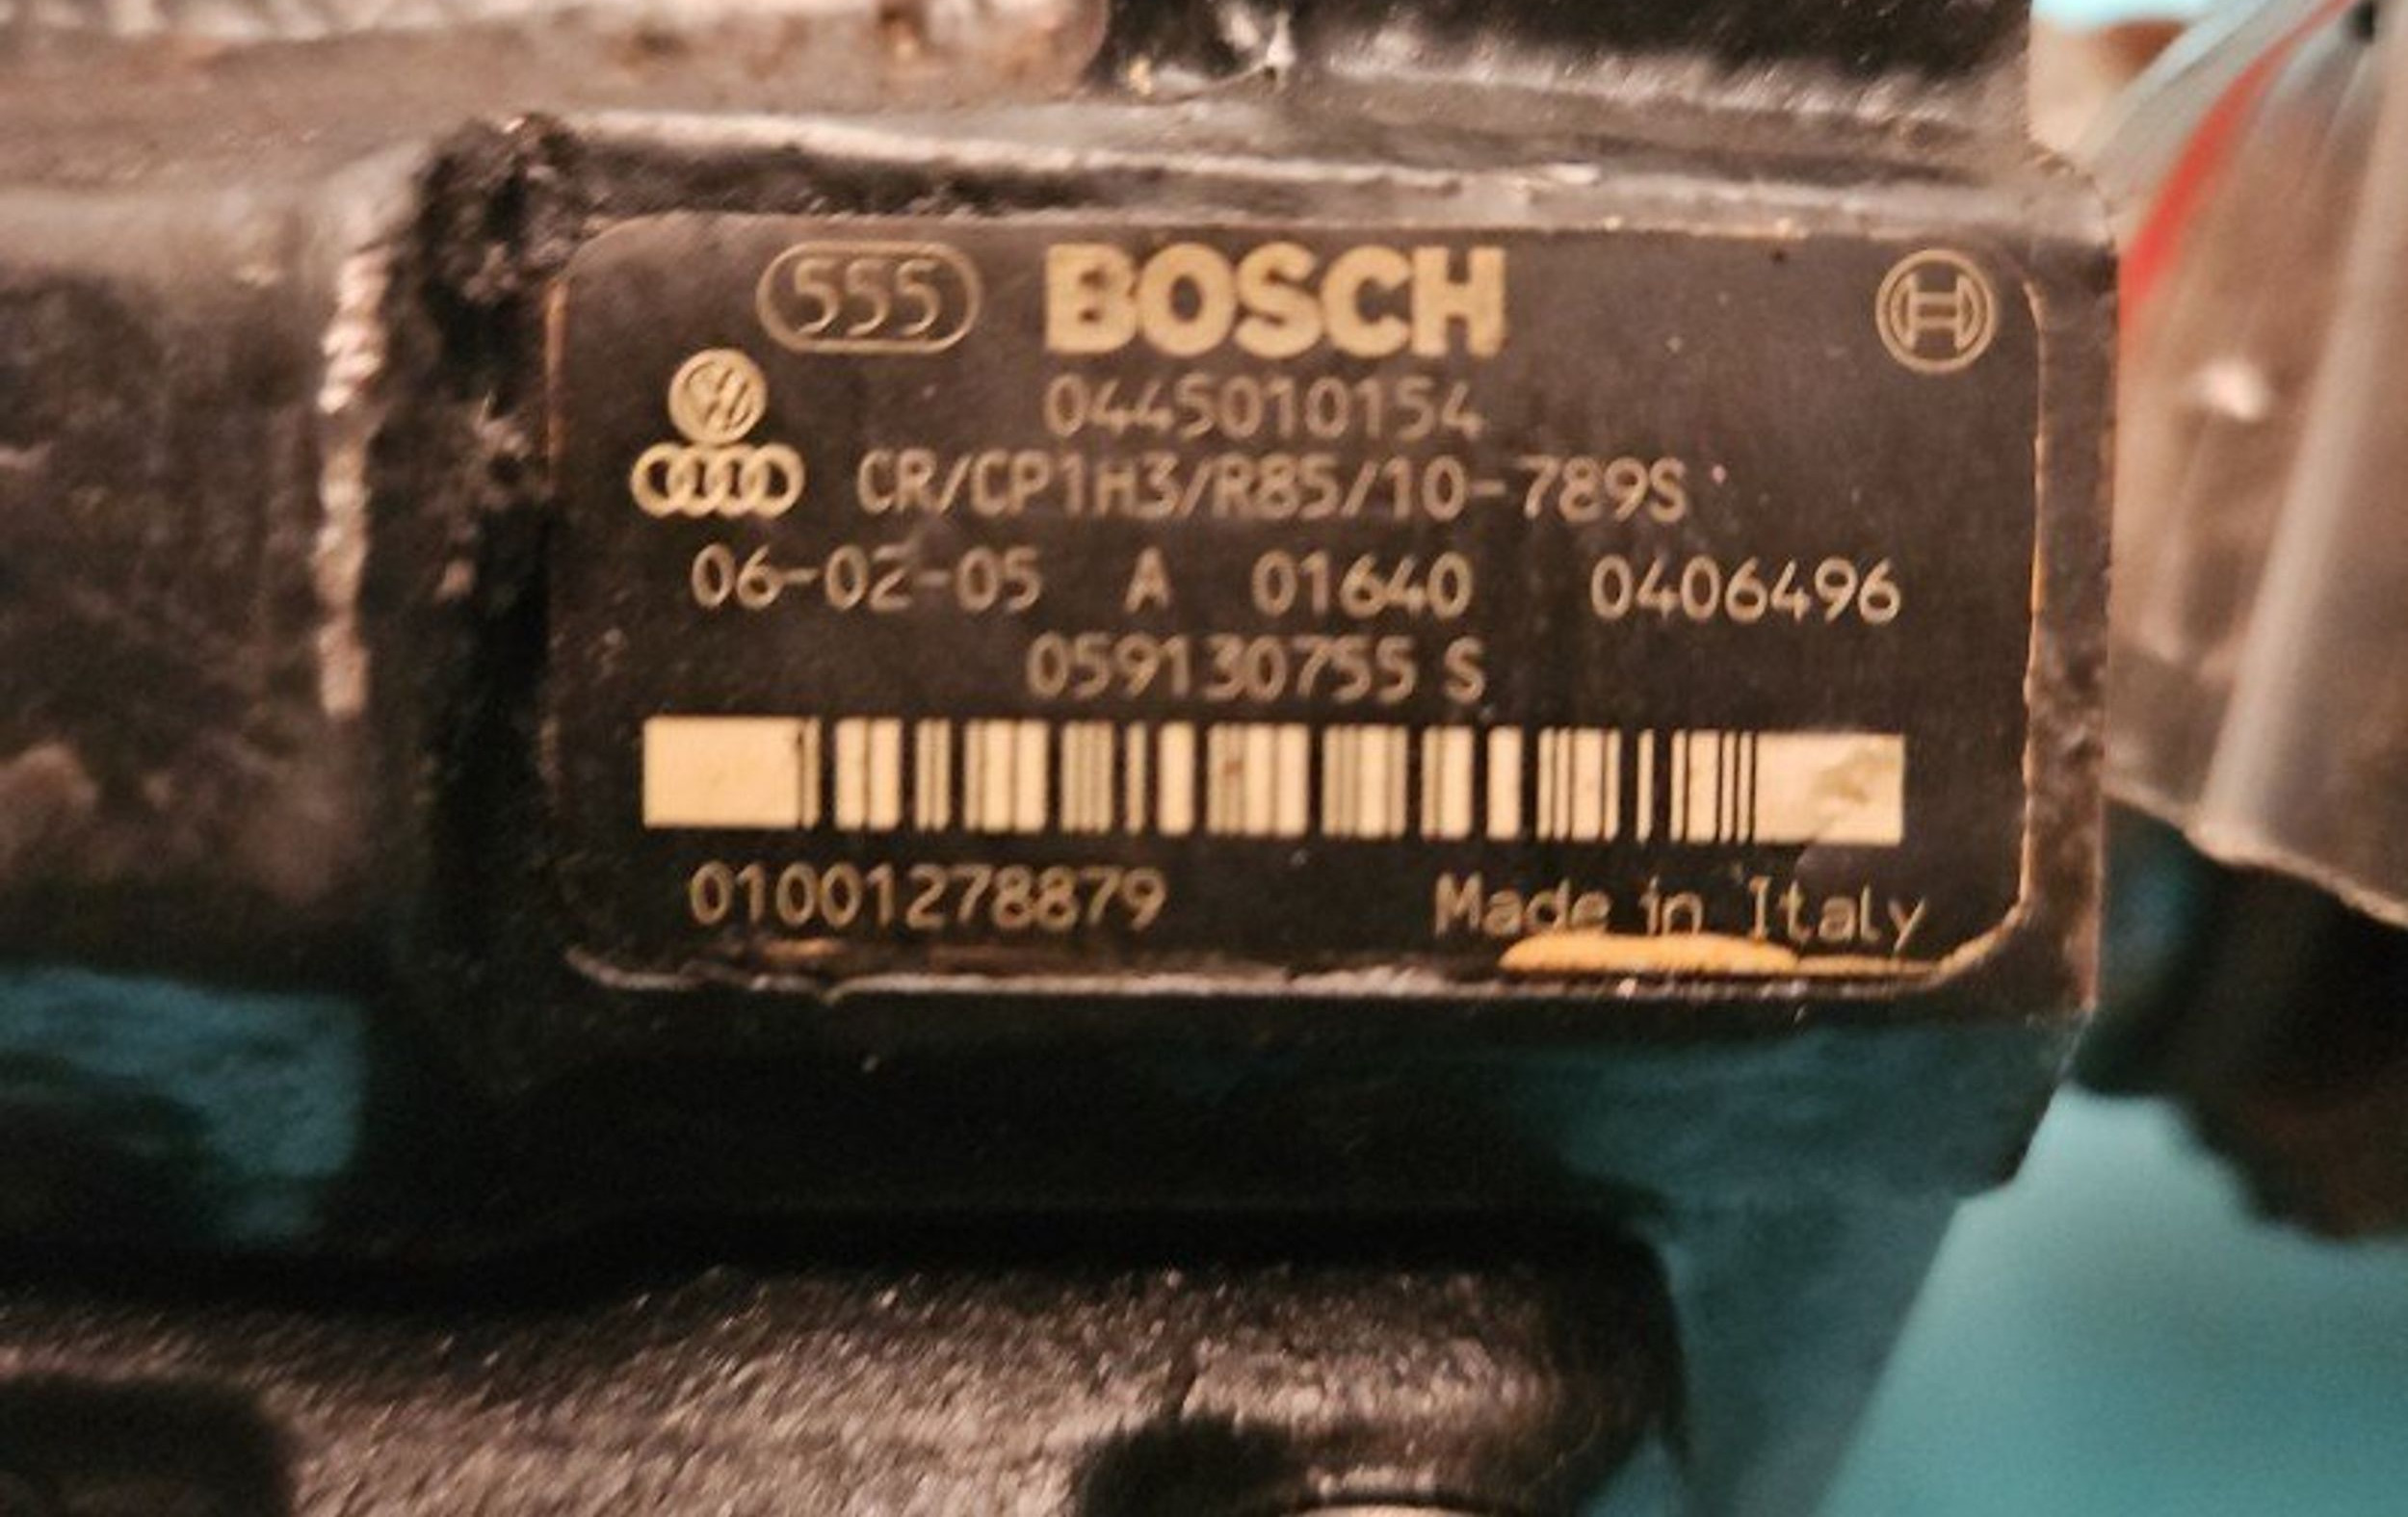 555 BOSCH
0445010154
CR/CP1H3/R85/10-789S
06-02-05 A 01640 0406496
059130755 S
01001278879 Made in Italy